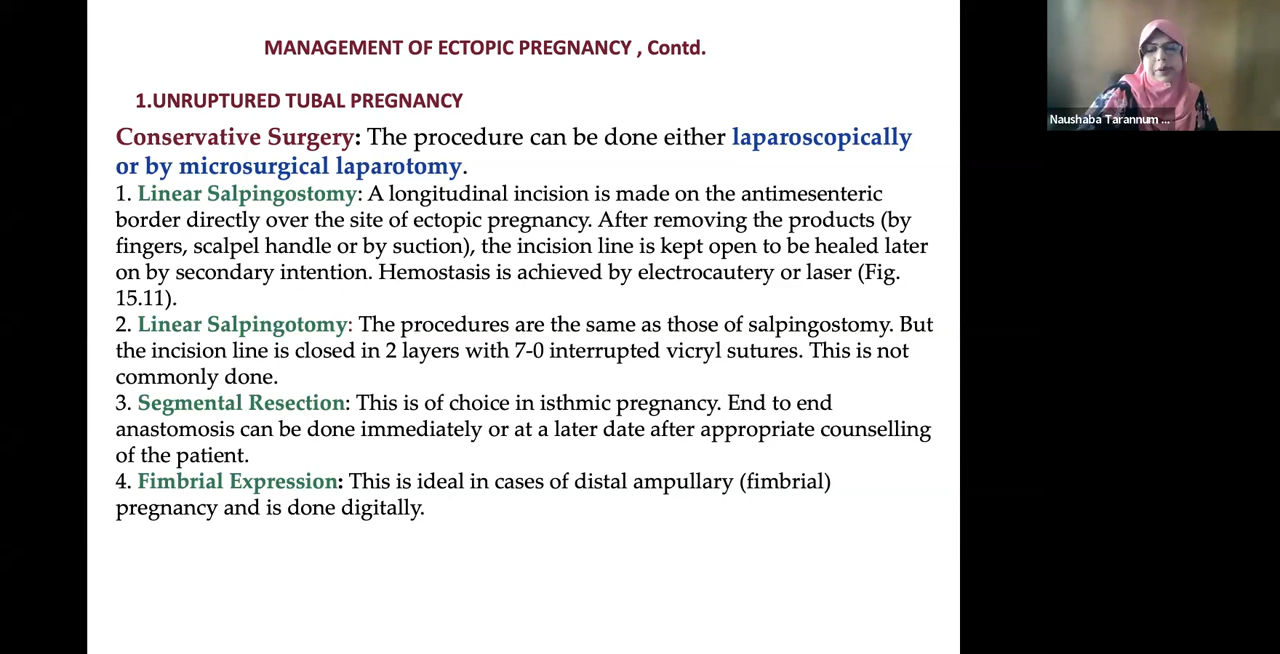 MANAGEMENT OF ECTOPIC PREGNANCY , Contd.
1.UNRUPTURED TUBAL PREGNANCY
Conservative Surgery: The procedure can be done either laparoscopically
or by microsurgical laparotomy.
1. Linear Salpingostomy: A longitudinal incision is made on the antimesenteric
border directly over the site of ectopic pregnancy. After removing the products (by
fingers, scalpel handle or by suction), the incision line is kept open to be healed later
on by secondary intention. Hemostasis is achieved by electrocautery or laser (Fig.
15.11).
2. Linear Salpingotomy: The procedures are the same as those of salpingostomy. But
the incision line is closed in 2 layers with 7-0 interrupted vicryl sutures. This is not
commonly done.
3. Segmental Resection: This is of choice in isthmic pregnancy. End to end
anastomosis can be done immediately or at a later date after appropriate counselling
of the patient.
4. Fimbrial Expression: This is ideal in cases of distal ampullary (fimbrial)
pregnancy and is done digitally.
Naushaba Tarannum ...